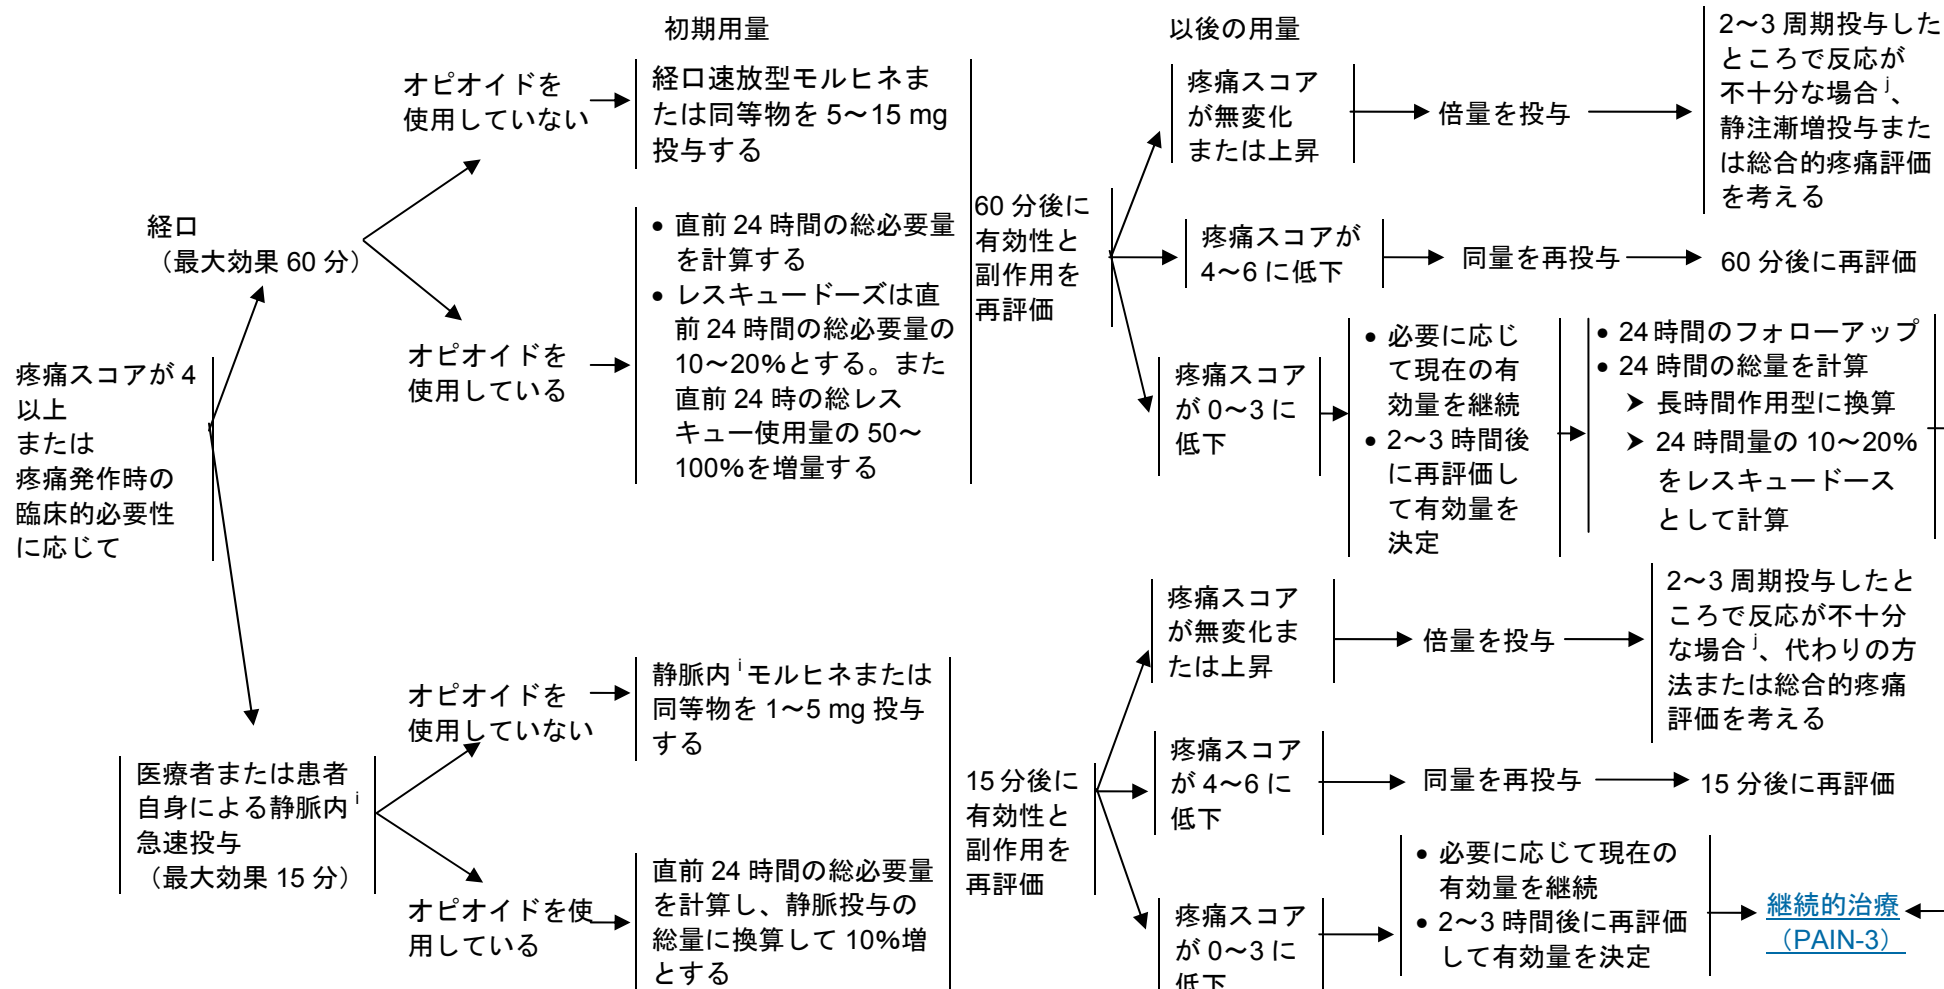 初期用量
以後の用量
オピオイドを
使用していない
経口速放型モルヒネま
たは同等物を 5～15 mg
投与する
疼痛スコア
が無変化
または上昇
倍量を投与
2～3 周期投与した
ところで反応が
不十分な場合 j、
静注漸増投与また
は総合的疼痛評価
を考える
経口
（最大効果 60 分）
• 直前 24 時間の総必要量
を計算する
• レスキュードーズは直
前 24 時間の総必要量の
10～20%とする。また
直前 24 時の総レス
キュー使用量の 50～
100%を増量する
60 分後に
有効性と
副作用を
再評価
疼痛スコアが
4～6 に低下
同量を再投与
60 分後に再評価
オピオイドを
使用している
疼痛スコア
が 0～3 に
低下
• 必要に応じ
て現在の有
効量を継続
• 2～3 時間後
に再評価し
て有効量を
決定
• 24 時間のフォローアップ
• 24 時間の総量を計算
➤ 長時間作用型に換算
➤ 24 時間量の 10～20%
をレスキュードース
として計算
疼痛スコアが 4
以上
または
疼痛発作時の
臨床的必要性
に応じて
疼痛スコア
が無変化ま
たは上昇
倍量を投与
2～3 周期投与したと
ころで反応が不十分
な場合 j、代わりの方
法または総合的疼痛
評価を考える
オピオイドを
使用していない
静脈内 i モルヒネまたは
同等物を 1～5 mg 投与
する
医療者または患者
自身による静脈内 i
急速投与
（最大効果 15 分）
15 分後に
有効性と
副作用を
再評価
疼痛スコア
が 4～6 に
低下
同量を再投与
15 分後に再評価
オピオイドを使
用している
直前 24 時間の総必要量
を計算し、静脈投与の
総量に換算して 10%増
とする
疼痛スコア
が 0～3 に
低下
• 必要に応じて現在の
有効量を継続
• 2～3 時間後に再評価
して有効量を決定
継続的治療
（PAIN-3）